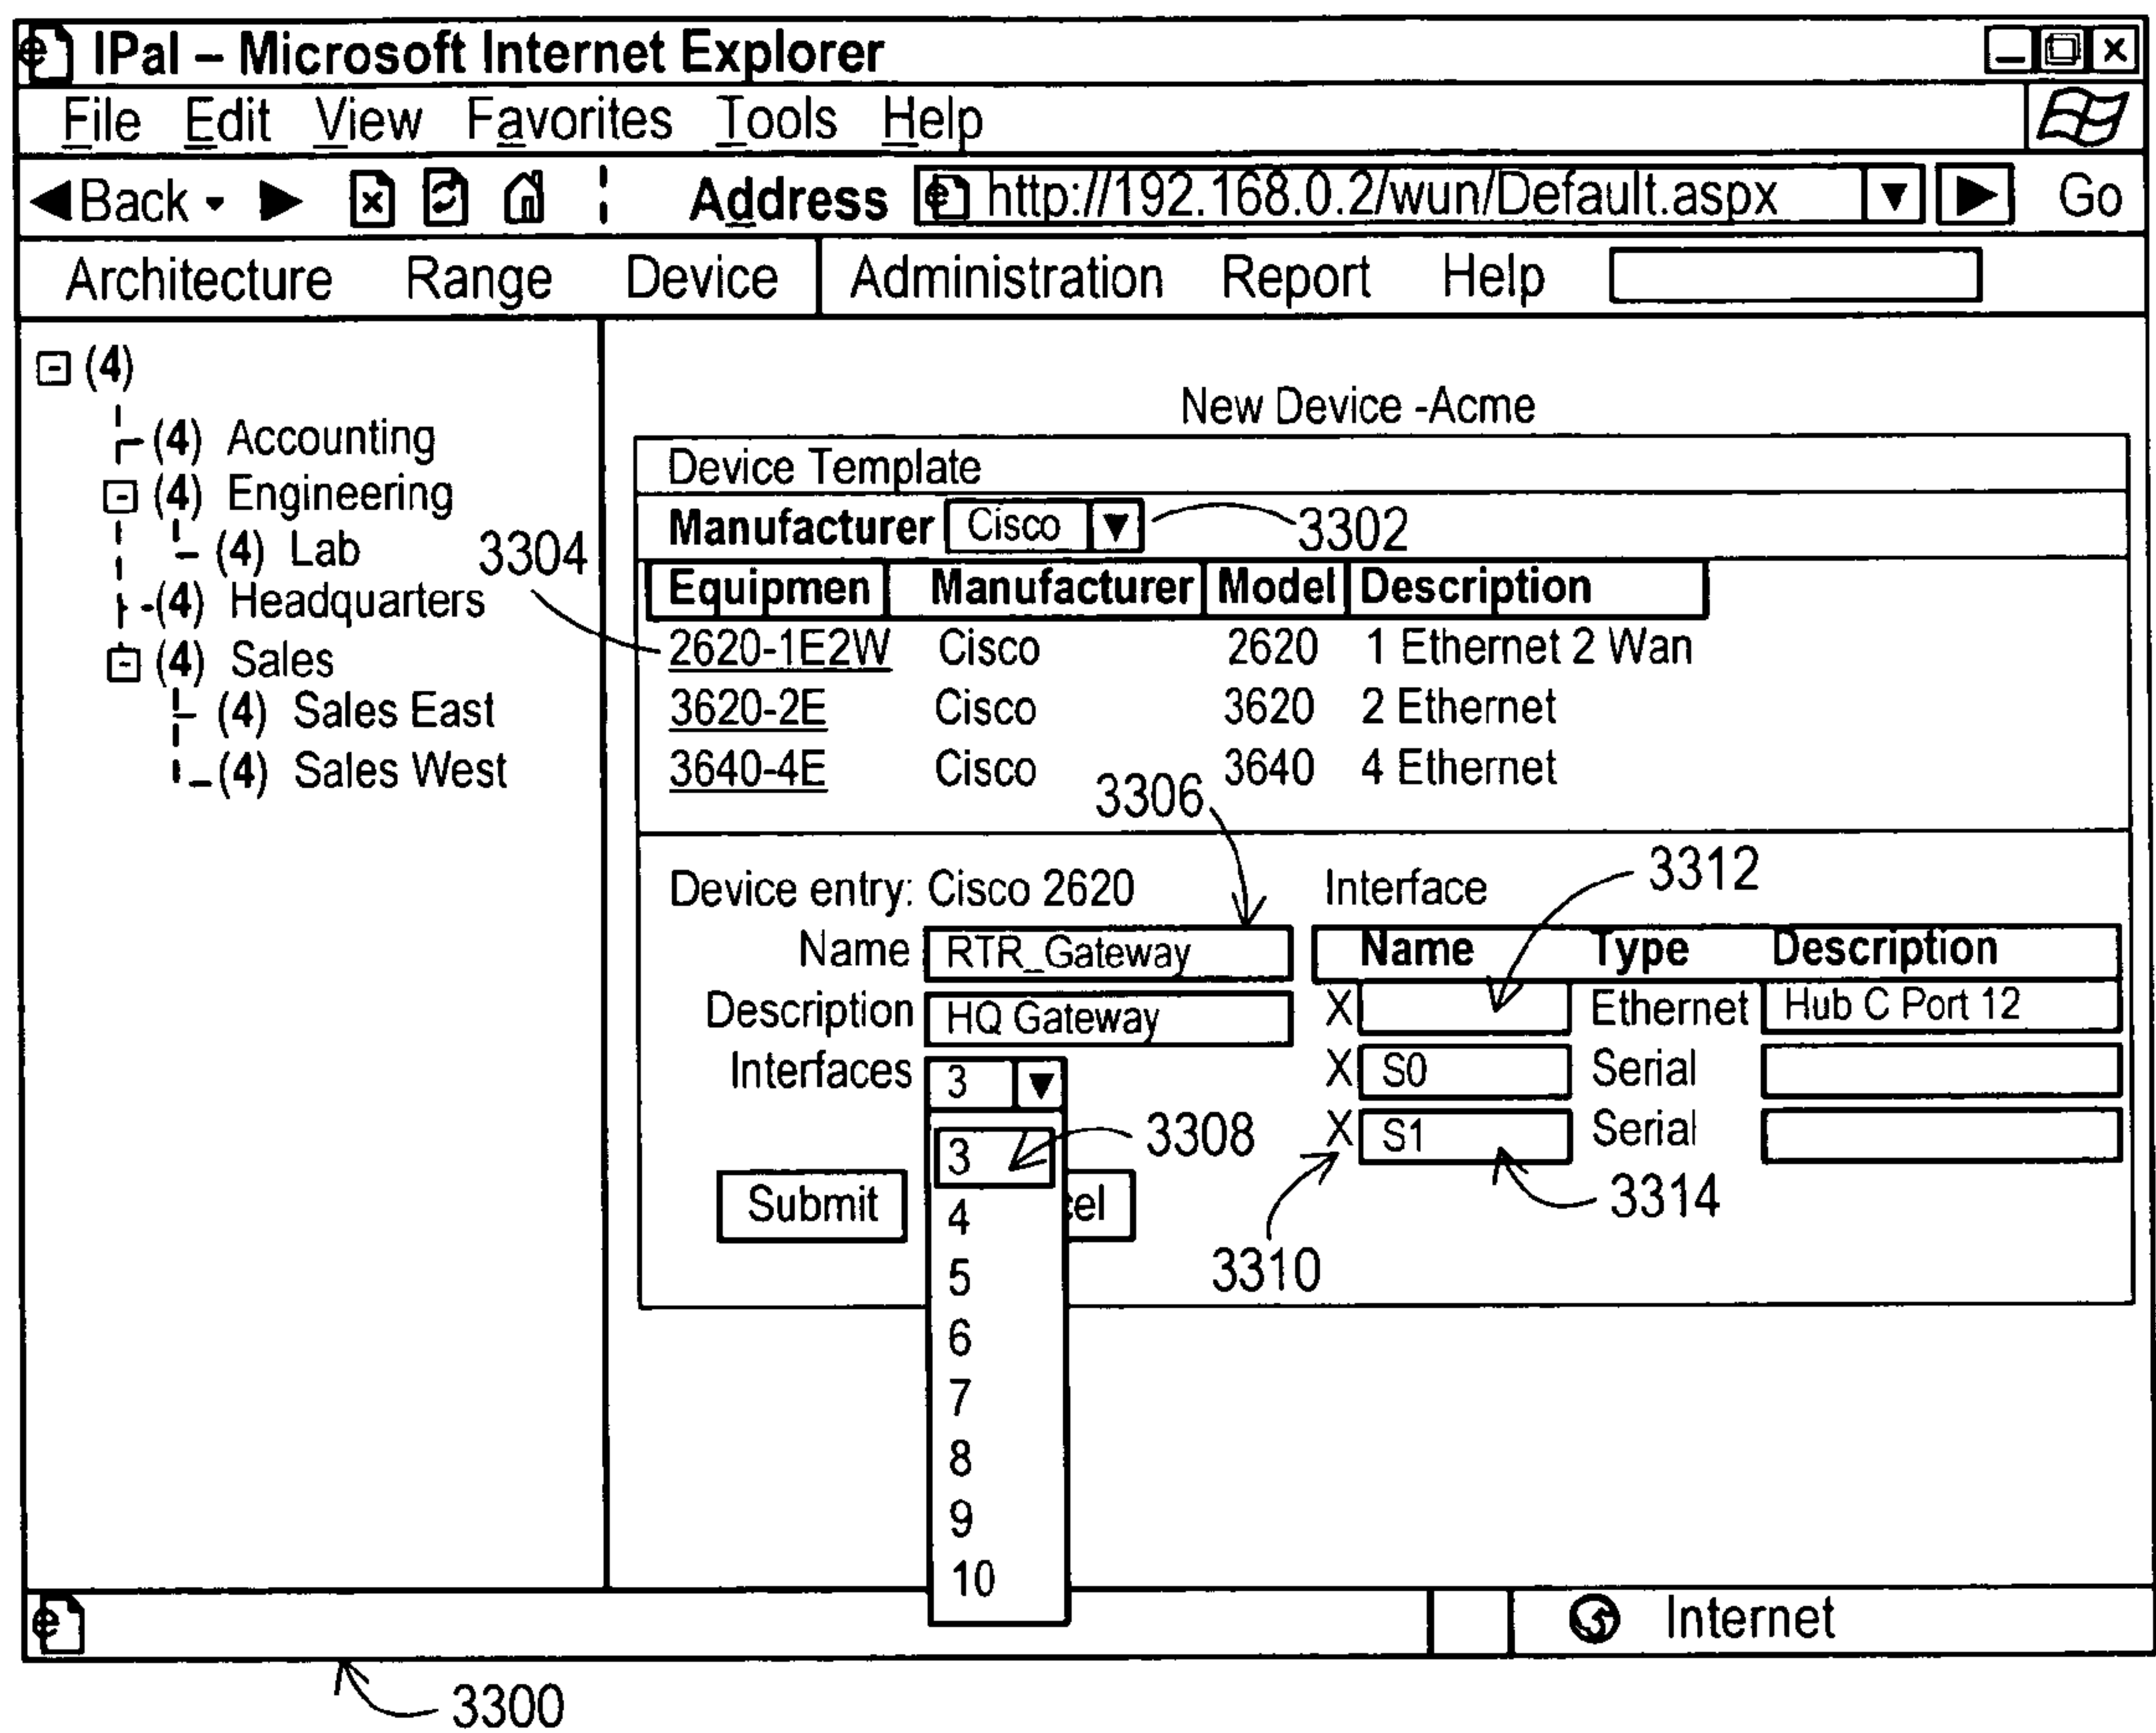 IPal – Microsoft Internet Explorer
File Edit View Favorites Tools Help
Back Address http://192.168.0.2/wun/Default.aspx Go
Architecture Range Device Administration Report Help
(4)
(4) Accounting
(4) Engineering
(4) Lab
(4) Headquarters
(4) Sales
(4) Sales East
(4) Sales West
New Device -Acme
Device Template
Manufacturer Cisco 3302
3304
Equipmen Manufacturer Model Description
2620-1E2W Cisco 2620 1 Ethernet 2 Wan
3620-2E Cisco 3620 2 Ethernet
3640-4E Cisco 3640 4 Ethernet
3306
Device entry: Cisco 2620
Name RTR_Gateway
Description HQ Gateway
Interfaces 3
3 3308
4
5
6
7
8
9
10
Submit el
Interface 3312
Name Type Description
X Ethernet Hub C Port 12
X S0 Serial
X S1 Serial
3314
3310
Internet
3300